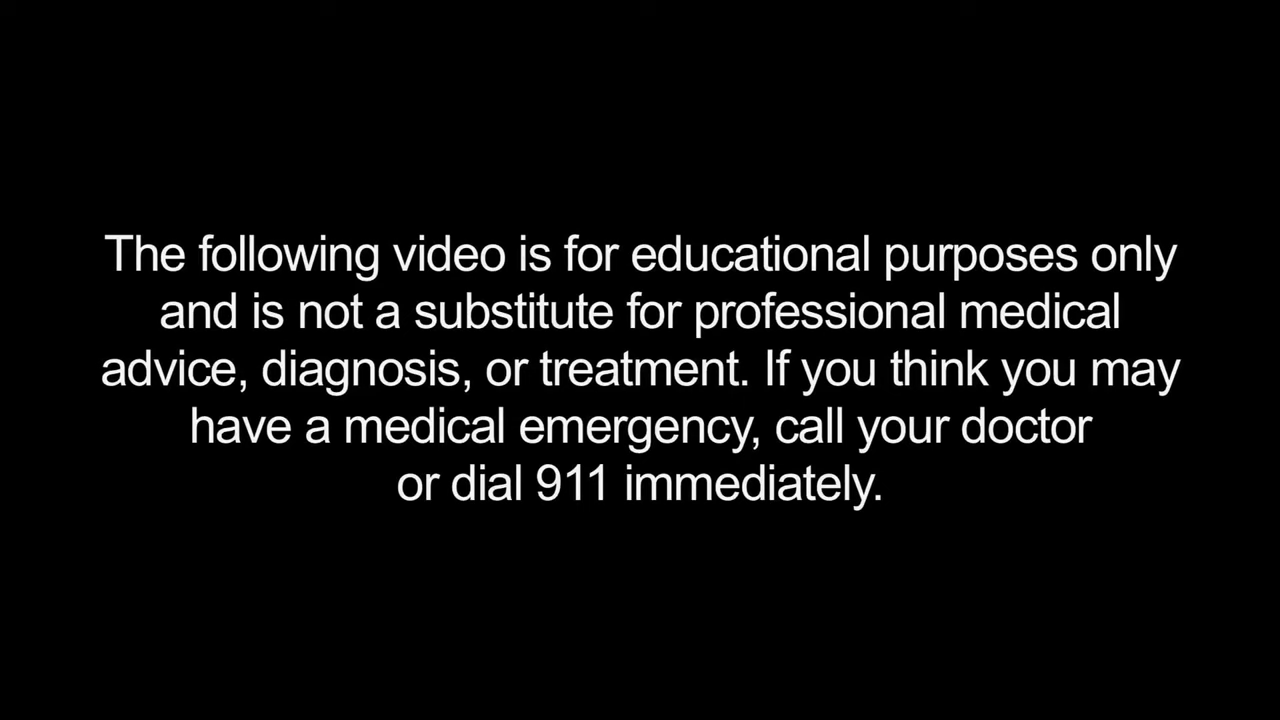 The following video is for educational purposes only
and is not a substitute for professional medical
advice, diagnosis, or treatment. If you think you may
have a medical emergency, call your doctor
or dial 911 immediately.